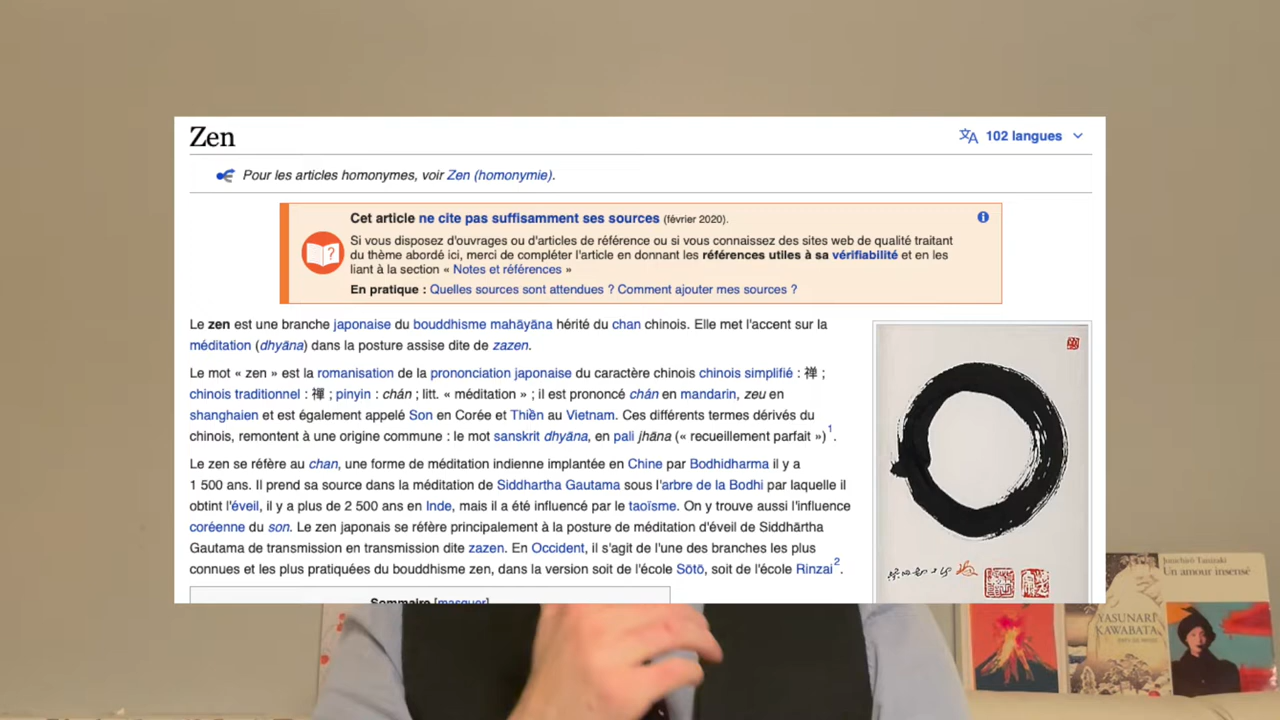 Zen
102 langues
Pour les articles homonymes, voir Zen (homonymie).
Cet article ne cite pas suffisamment ses sources (février 2020).
Si vous disposez d'ouvrages ou d'articles de référence ou si vous connaissez des sites web de qualité traitant
du thème abordé ici, merci de compléter l'article en donnant les références utiles à sa vérifiabilité et en les
liant à la section « Notes et références »
En pratique : Quelles sources sont attendues ? Comment ajouter mes sources ?
Le zen est une branche japonaise du bouddhisme mahāyāna hérité du chan chinois. Elle met l'accent sur la
méditation (dhyāna) dans la posture assise dite de zazen.
Le mot « zen » est la romanisation de la prononciation japonaise du caractère chinois chinois simplifié : 禅 ;
chinois traditionnel : 禪 ; pinyin : chán ; litt. « méditation » ; il est prononcé chán en mandarin, zeu en
shanghaien et est également appelé Son en Corée et Thiền au Vietnam. Ces différents termes dérivés du
chinois, remontent à une origine commune : le mot sanskrit dhyāna, en pali jhāna (« recueillement parfait »)1.
Le zen se réfère au chan, une forme de méditation indienne implantée en Chine par Bodhidharma il y a
1 500 ans. Il prend sa source dans la méditation de Siddhartha Gautama sous l'arbre de la Bodhi par laquelle il
obtint l'éveil, il y a plus de 2 500 ans en Inde, mais il a été influencé par le taoïsme. On y trouve aussi l'influence
coréenne du son. Le zen japonais se réfère principalement à la posture de méditation d'éveil de Siddhārtha
Gautama de transmission en transmission dite zazen. En Occident, il s'agit de l'une des branches les plus
connues et les plus pratiquées du bouddhisme zen, dans la version soit de l'école Sōtō, soit de l'école Rinzai2.
Sommaire [masquer]
Junichirô Tanizaki
Un amour insensé
YASUNARI
KAWABATA
PAYS DE NEIGE